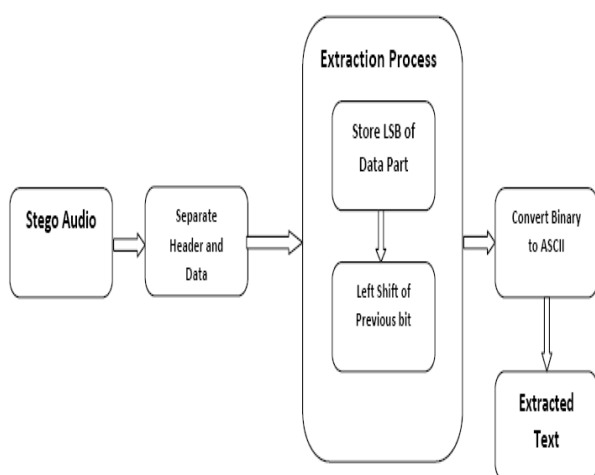 Stego Audio
Separate
Header and
Data
Extraction Process
Store LSB of
Data Part
Left Shift of
Previous bit
Convert Binary
to ASCII
Extracted
Text